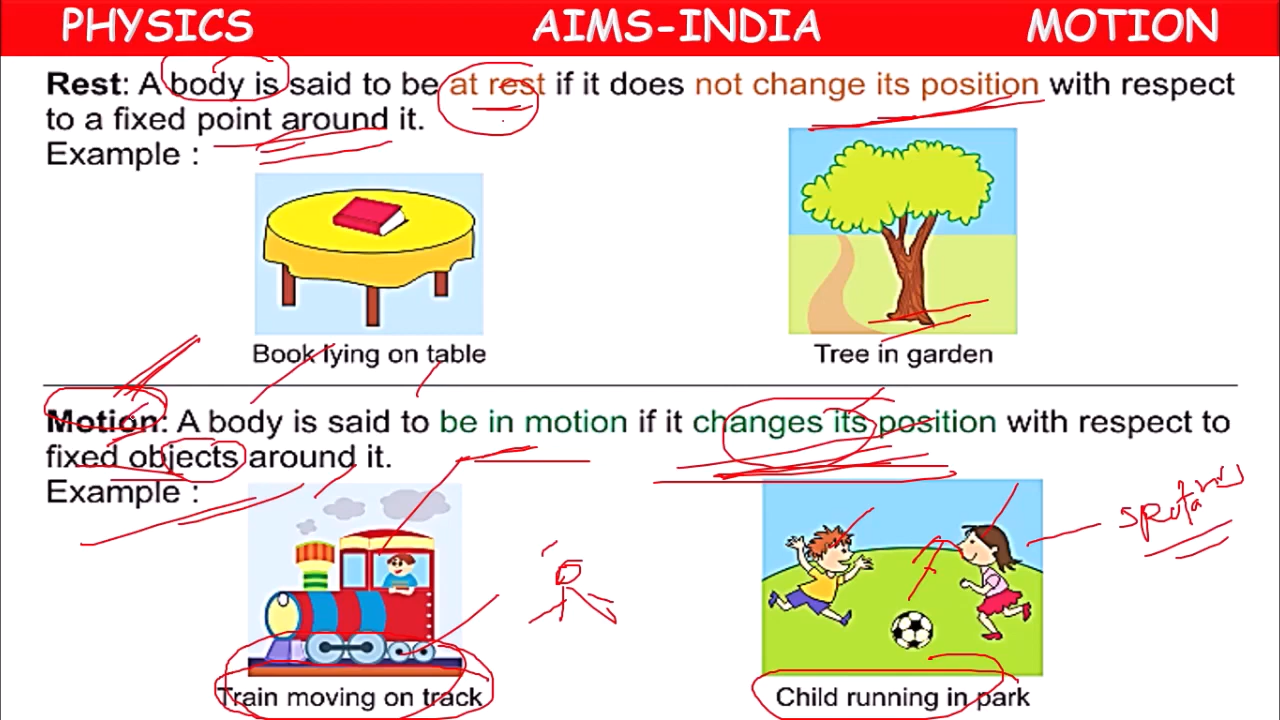 PHYSICS AIMS-INDIA MOTION
Rest: A body is said to be at rest if it does not change its position with respect
to a fixed point around it.
Example :
Book lying on table
Tree in garden
Motion: A body is said to be in motion if it changes its position with respect to
fixed objects around it.
Example :
Train moving on track
Child running in park